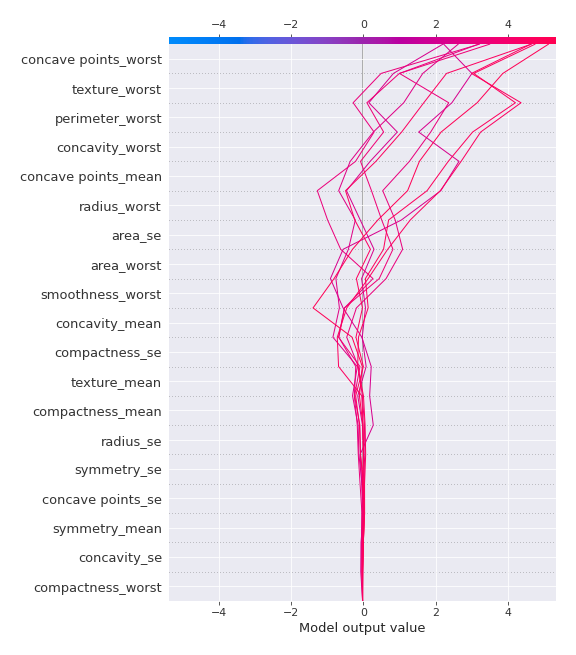 −4 −2 0 2 4
concave points_worst
texture_worst
perimeter_worst
concavity_worst
concave points_mean
radius_worst
area_se
area_worst
smoothness_worst
concavity_mean
compactness_se
texture_mean
compactness_mean
radius_se
symmetry_se
concave points_se
symmetry_mean
concavity_se
compactness_worst
−4 −2 0 2 4
Model output value